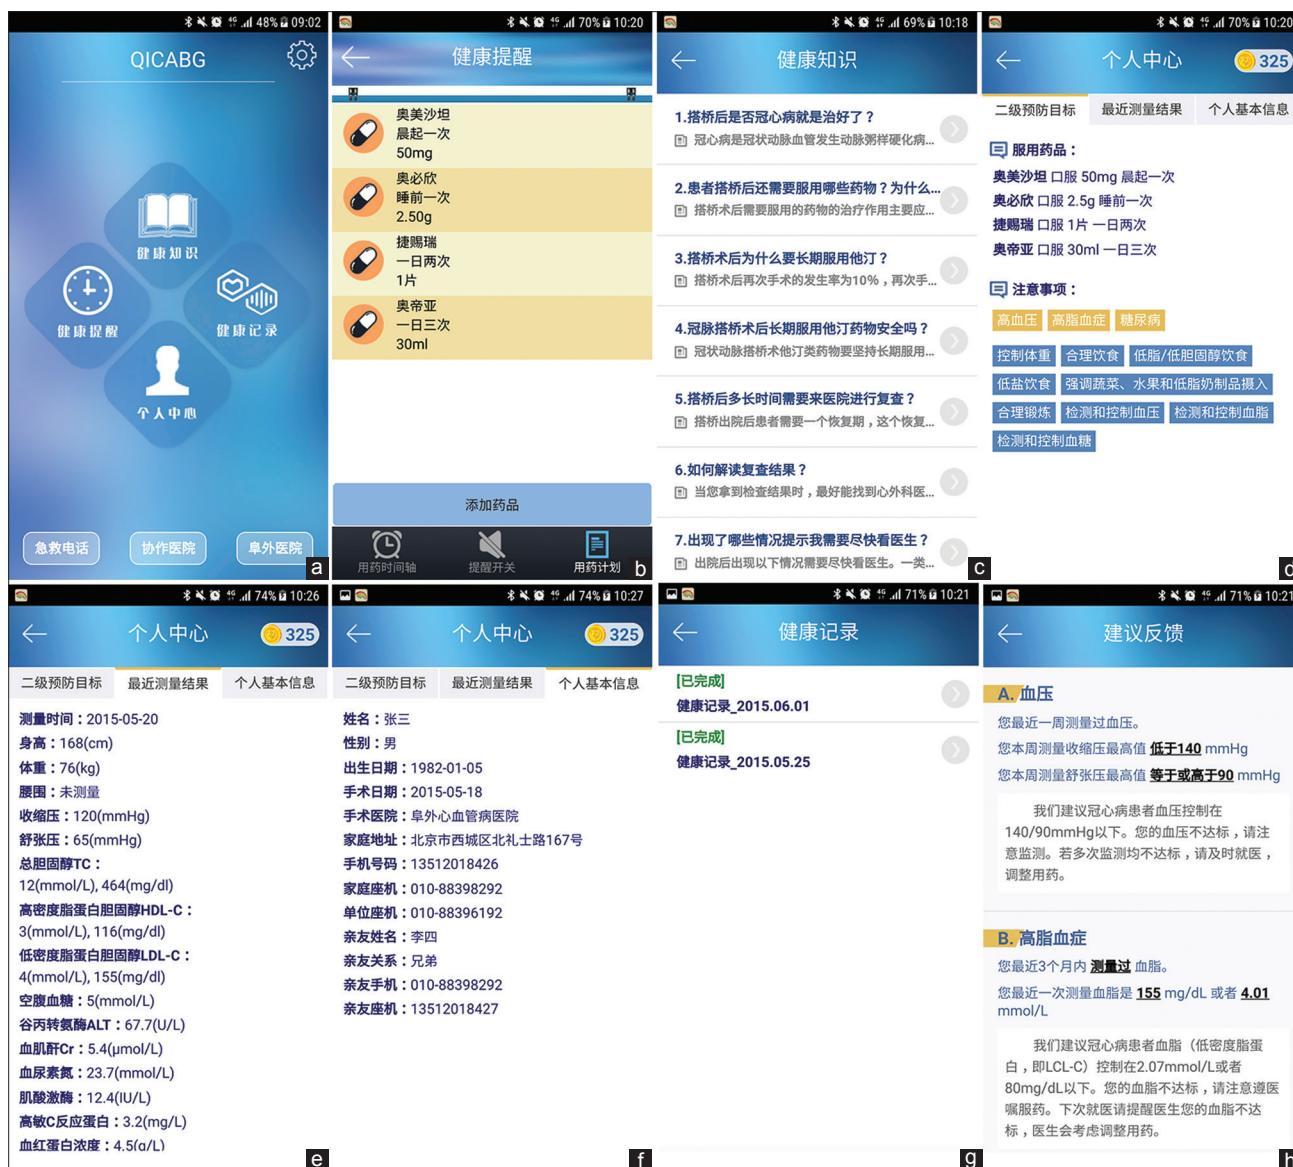 48% 09:02
QICABG
健康知识
健康提醒
健康记录
个人中心
急救电话
协作医院
阜外医院
a
4G 70% 10:20
健康提醒
奥美沙坦
晨起一次
50mg
奥必欣
睡前一次
2.50g
捷赐瑞
一日两次
1片
奥帝亚
一日三次
30ml
添加药品
用药时间轴
提醒开关
用药计划
b
4G 69% 10:18
健康知识
1.搭桥后是否冠心病就是治好了？
冠心病是冠状动脉血管发生动脉粥样硬化病...
2.患者搭桥后还需要服用哪些药物？为什么...
搭桥术后需要服用的药物的治疗作用主要应...
3.搭桥术后为什么要长期服用他汀？
搭桥术后再次手术的发生率为10%，再次手...
4.冠脉搭桥术后长期服用他汀药物安全吗？
冠状动脉搭桥术他汀类药物要坚持长期服用...
5.搭桥后多长时间需要来医院进行复查？
搭桥出院后患者需要一个恢复期，这个恢复...
6.如何解读复查结果？
当您拿到检查结果时，最好能找到心外科医...
7.出现了哪些情况提示我需要尽快看医生？
出院后出现以下情况需要尽快看医生。一类...
c
4G 70% 10:20
个人中心
325
二级预防目标 最近测量结果 个人基本信息
服用药品：
奥美沙坦 口服 50mg 晨起一次
奥必欣 口服 2.5g 睡前一次
捷赐瑞 口服 1片 一日两次
奥帝亚 口服 30ml 一日三次
注意事项：
高血压 高脂血症 糖尿病
控制体重 合理饮食 低脂/低胆固醇饮食
低盐饮食 强调蔬菜、水果和低脂奶制品摄入
合理锻炼 检测和控制血压 检测和控制血脂
检测和控制血糖
d
4G 74% 10:26
个人中心
325
二级预防目标 最近测量结果 个人基本信息
测量时间：2015-05-20
身高：168(cm)
体重：76(kg)
腰围：未测量
收缩压：120(mmHg)
舒张压：65(mmHg)
总胆固醇TC：
12(mmol/L), 464(mg/dl)
高密度脂蛋白胆固醇HDL-C：
3(mmol/L), 116(mg/dl)
低密度脂蛋白胆固醇LDL-C：
4(mmol/L), 155(mg/dl)
空腹血糖：5(mmol/L)
谷丙转氨酶ALT：67.7(U/L)
血肌酐Cr：5.4(μmol/L)
血尿素氮：23.7(mmol/L)
肌酸激酶：12.4(IU/L)
高敏C反应蛋白：3.2(mg/L)
血红蛋白浓度：4.5(g/L)
e
4G 74% 10:27
个人中心
325
二级预防目标 最近测量结果 个人基本信息
姓名：张三
性别：男
出生日期：1982-01-05
手术日期：2015-05-18
手术医院：阜外心血管病医院
家庭地址：北京市西城区北礼士路167号
手机号码：13512018426
家庭座机：010-88398292
单位座机：010-88396192
亲友姓名：李四
亲友关系：兄弟
亲友手机：010-88398292
亲友座机：13512018427
f
4G 71% 10:21
健康记录
[已完成]
健康记录_2015.06.01
[已完成]
健康记录_2015.05.25
g
4G 71% 10:21
建议反馈
A. 血压
您最近一周测量过血压。
您本周测量收缩压最高值 低于140 mmHg
您本周测量舒张压最高值 等于或高于90 mmHg
我们建议冠心病患者血压控制在
140/90mmHg以下。您的血压不达标，请注
意监测。若多次监测均不达标，请及时就医，
调整用药。
B. 高脂血症
您最近3个月内 测量过 血脂。
您最近一次测量血脂是 155 mg/dL 或者 4.01
mmol/L
我们建议冠心病患者血脂（低密度脂蛋
白，即LCL-C）控制在2.07mmol/L或者
80mg/dL以下。您的血脂不达标，请注意遵医
嘱服药。下次就医请提醒医生您的血脂不达
标，医生会考虑调整用药。
h